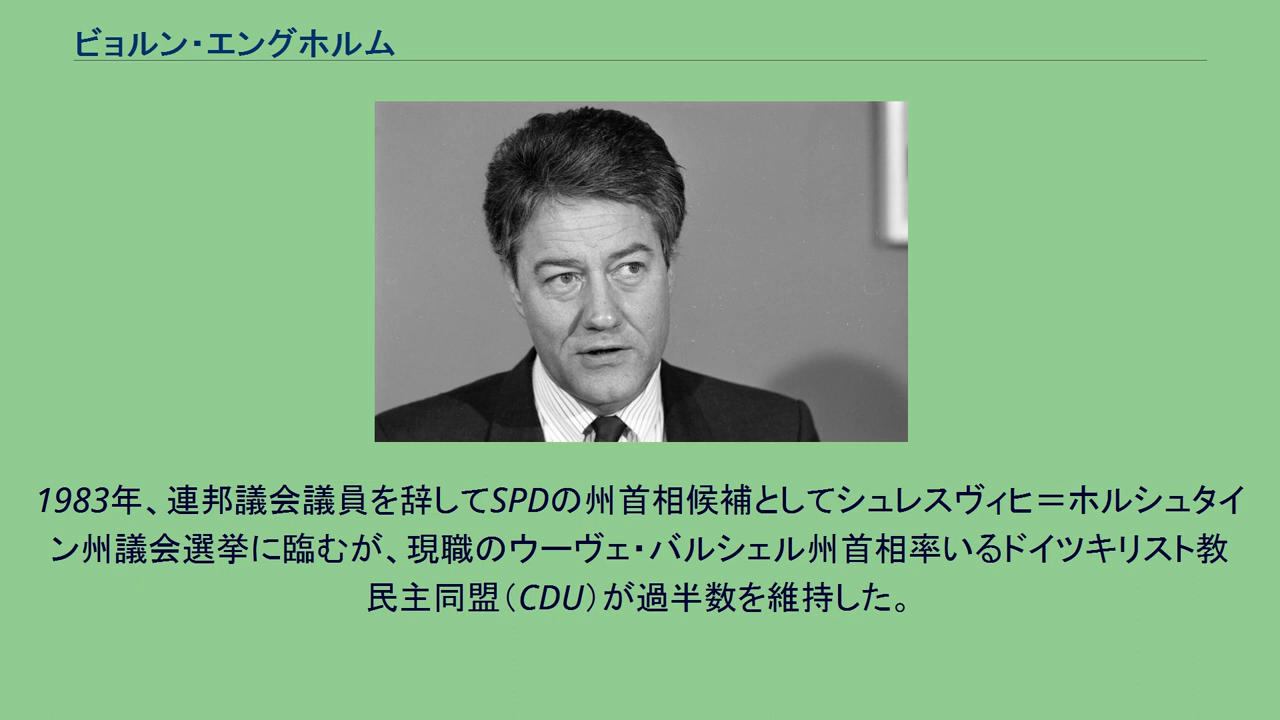 ビョルン・エングホルム
1983年、連邦議会議員を辞してSPDの州首相候補としてシュレスヴィヒ＝ホルシュタイ
ン州議会選挙に臨むが、現職のウーヴェ・バルシェル州首相率いるドイツキリスト教
民主同盟（CDU）が過半数を維持した。